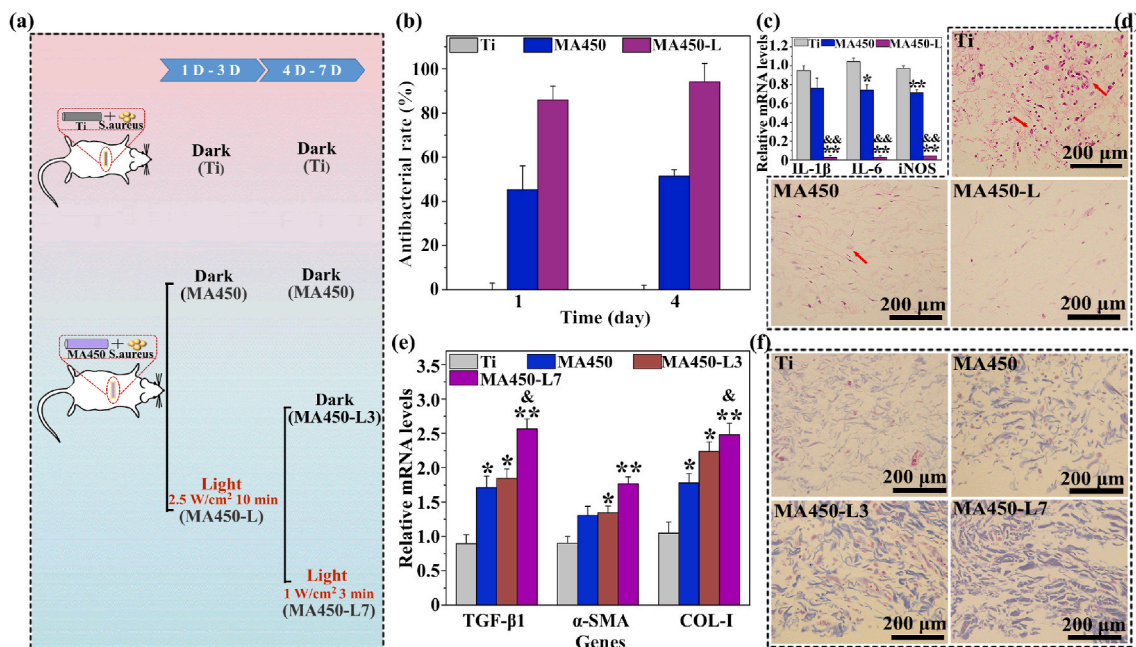 (a)
1 D - 3 D
4 D - 7 D
Ti
S.aureus
Dark
(Ti)
Dark
(Ti)
Dark
(MA450)
Dark
(MA450)
MA450 S.aureus
Dark
(MA450-L3)
Light
2.5 W/cm² 10 min
(MA450-L)
Light
1 W/cm² 3 min
(MA450-L7)
(b)
Ti MA450 MA450-L
Antibacterial rate (%)
100
80
60
40
20
0
1 4
Time (day)
(c)
Ti MA450 MA450-L
Relative mRNA levels
1.2
1.0
0.8
0.6
0.4
0.2
0
&&
**
*
&&
**
**
&&
**
IL-1β IL-6 iNOS
(d)
Ti
200 μm
MA450
200 μm
MA450-L
200 μm
(e)
Ti MA450 MA450-L3
MA450-L7
Relative mRNA levels
3.5
3.0
2.5
2.0
1.5
1.0
0.5
0
* * ** &
* **
* * ** &
TGF-β1 α-SMA COL-I
Genes
(f)
Ti
200 μm
MA450
200 μm
MA450-L3
200 μm
MA450-L7
200 μm